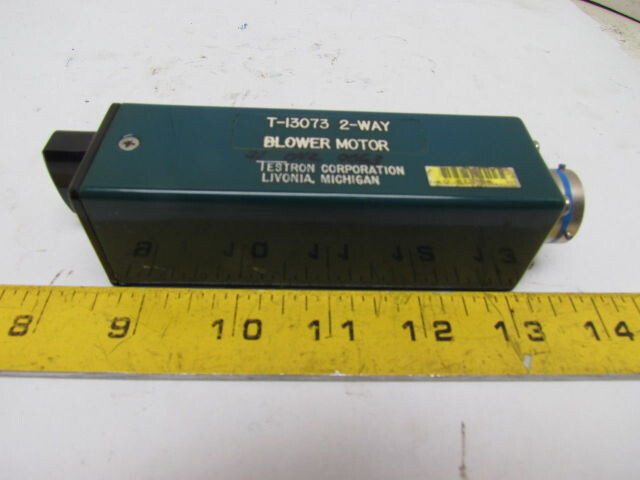 T-13073 2-WAY
BLOWER MOTOR
TESTRON CORPORATION
LIVONIA, MICHIGAN
8 9 10 11 12 13 14